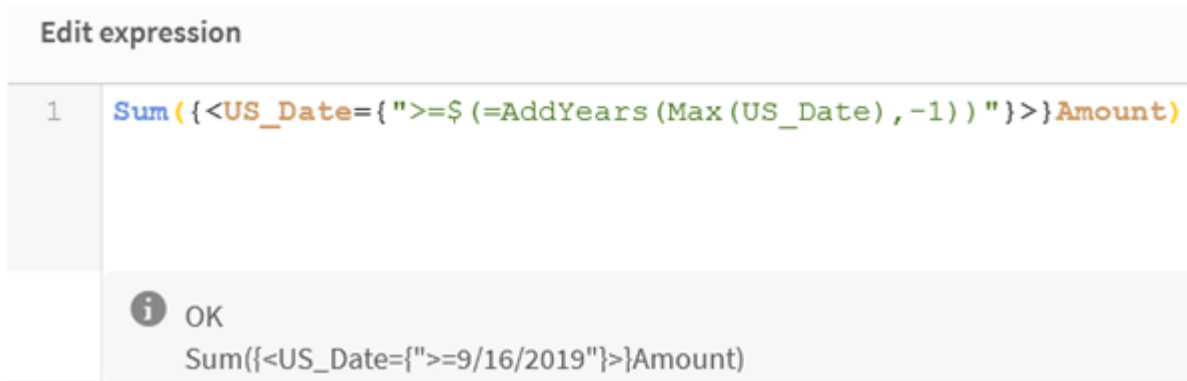 Edit expression
1 Sum({<US_Date={">=$(=AddYears(Max(US_Date),-1))"}>}Amount)
OK
Sum({<US_Date={">=9/16/2019"}>}Amount)